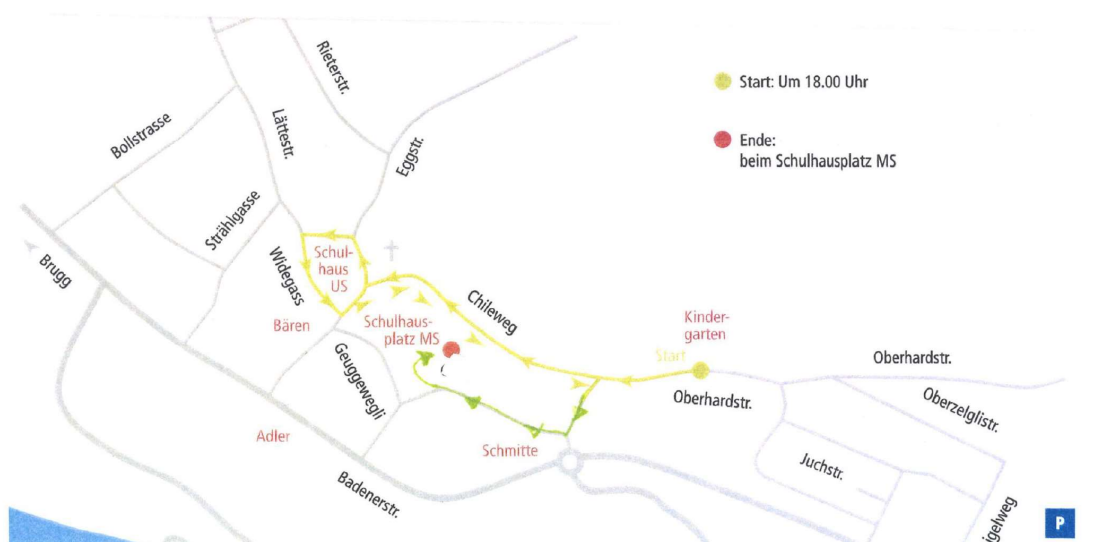 Rieterstr.
Start: Um 18.00 Uhr
Bollstrasse
Lättestr.
Eggstr.
Ende:
beim Schulhausplatz MS
Strählgasse
Brugg
Widegass
Schul-
haus
US
Bären
Schulhaus-
platz MS
Chileweg
Kinder-
garten
Start
Oberhardstr.
Oberhardstr.
Geuggewegli
Oberzelglistr.
Adler
Schmitte
Juchstr.
Badenerstr.
igelweg
P